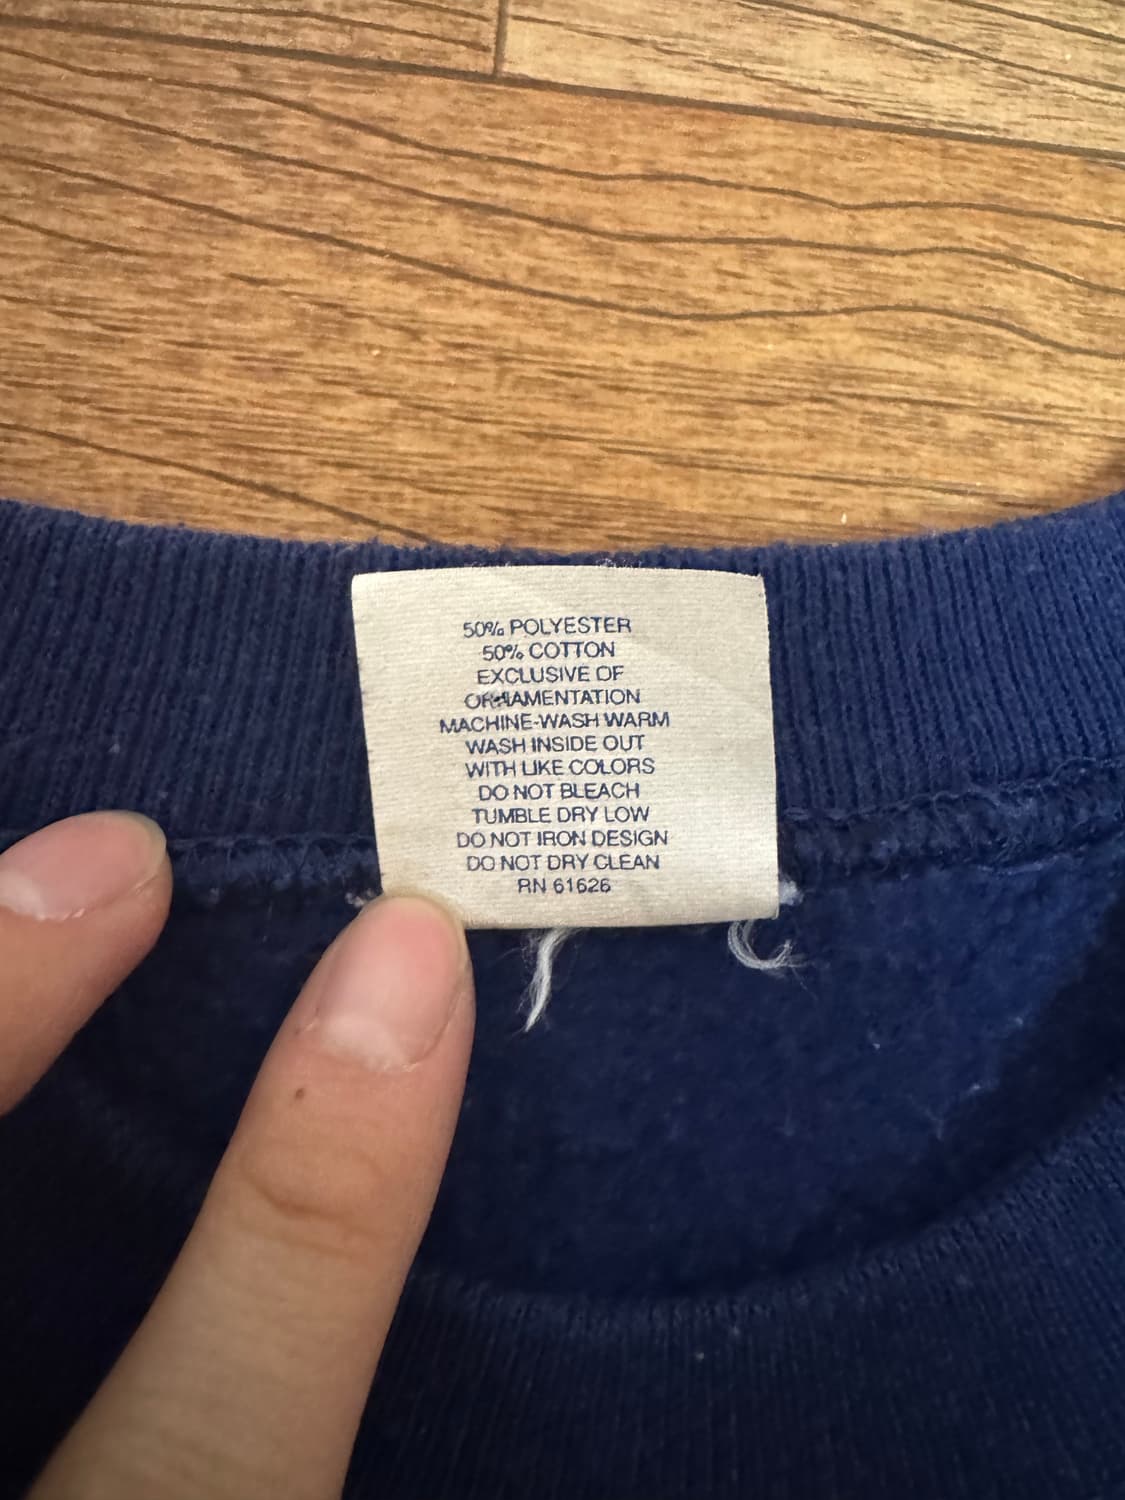 50% POLYESTER
50% COTTON
EXCLUSIVE OF
ORNAMENTATION
MACHINE-WASH WARM
WASH INSIDE OUT
WITH LIKE COLORS
DO NOT BLEACH
TUMBLE DRY LOW
DO NOT IRON DESIGN
DO NOT DRY CLEAN
RN 61626